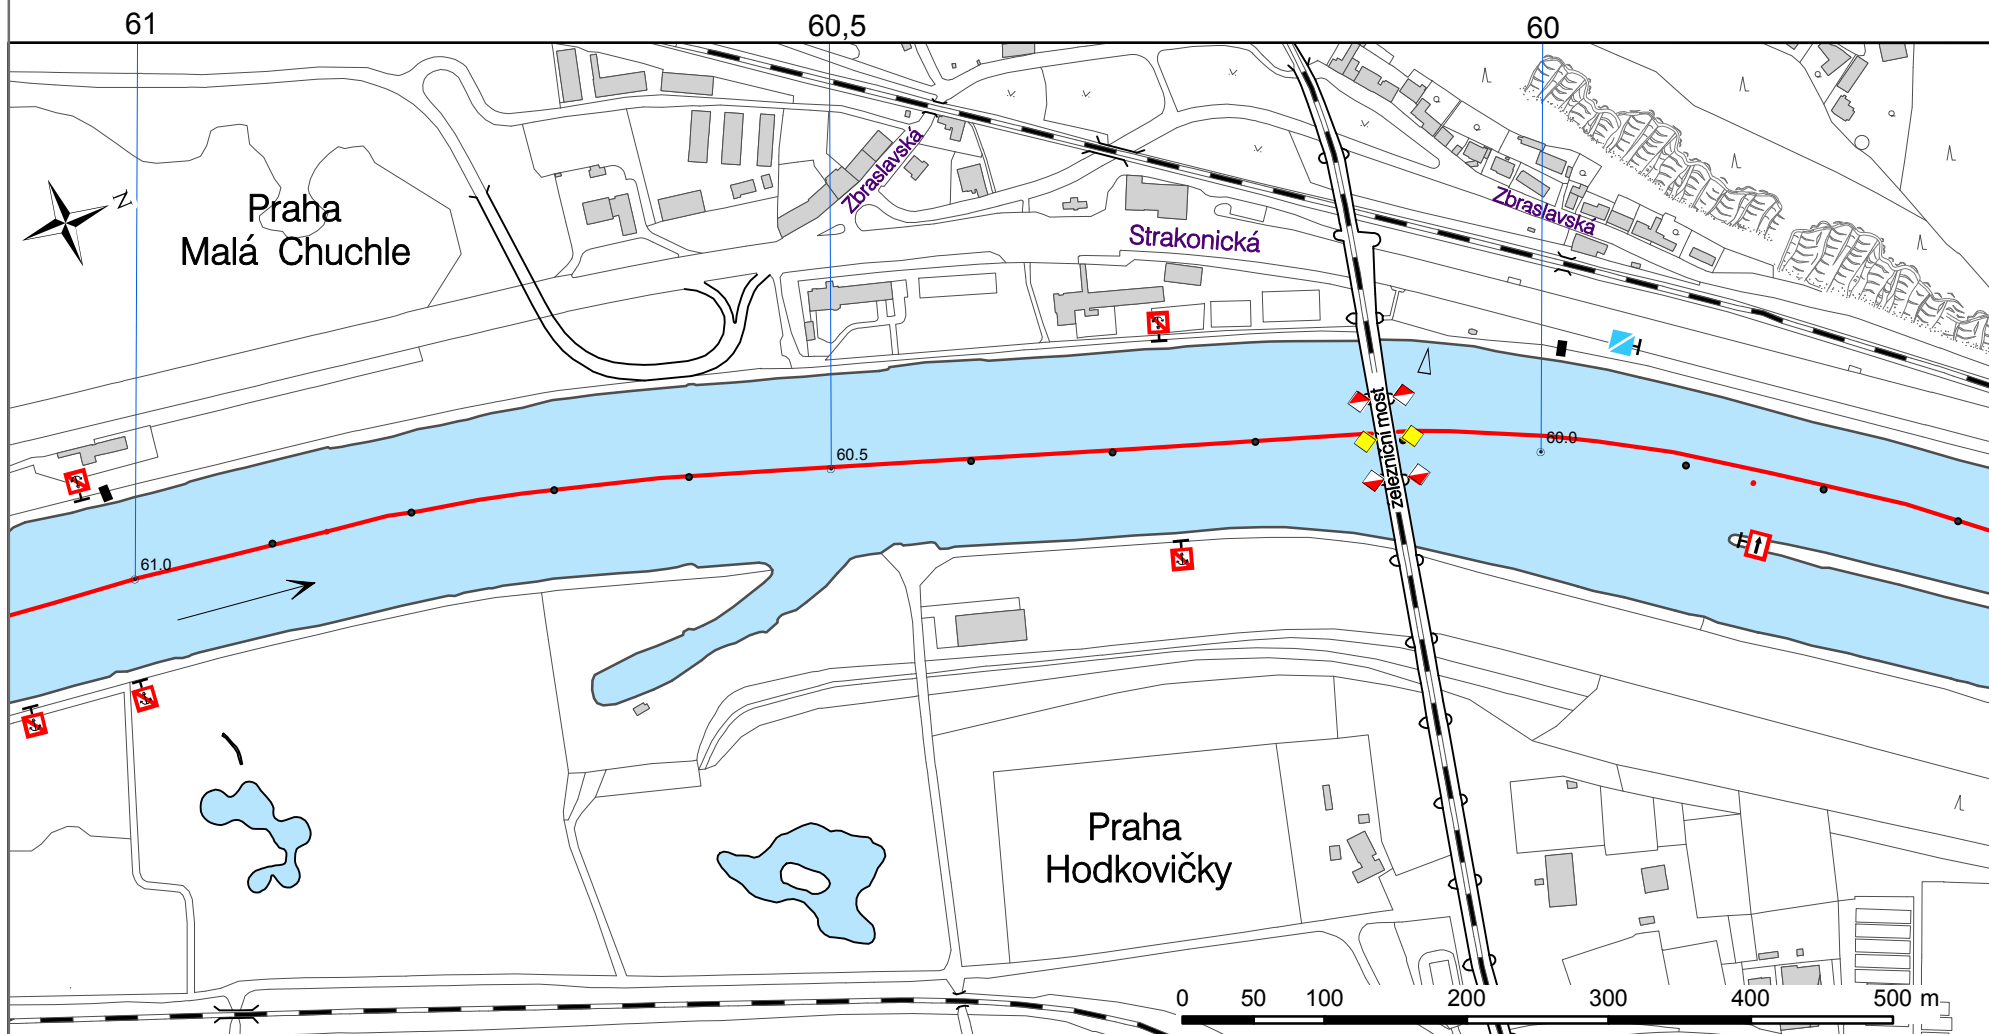 61
60,5
60
Zbraslavská
N
Praha
Malá Chuchle
Zbraslavská
Strakonická
železniční most
60.0
60.5
61.0
Praha
Hodkovičky
0 50 100 200 300 400 500 m